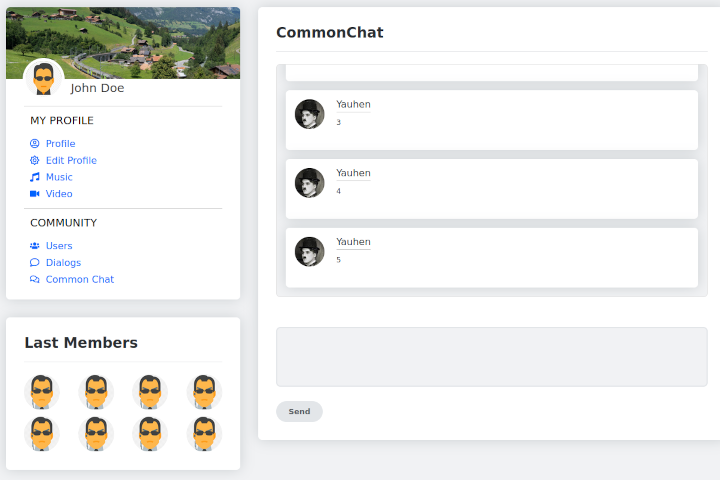 John Doe
MY PROFILE
Profile
Edit Profile
Music
Video
COMMUNITY
Users
Dialogs
Common Chat
Last Members
CommonChat
Yauhen
3
Yauhen
4
Yauhen
5
Send